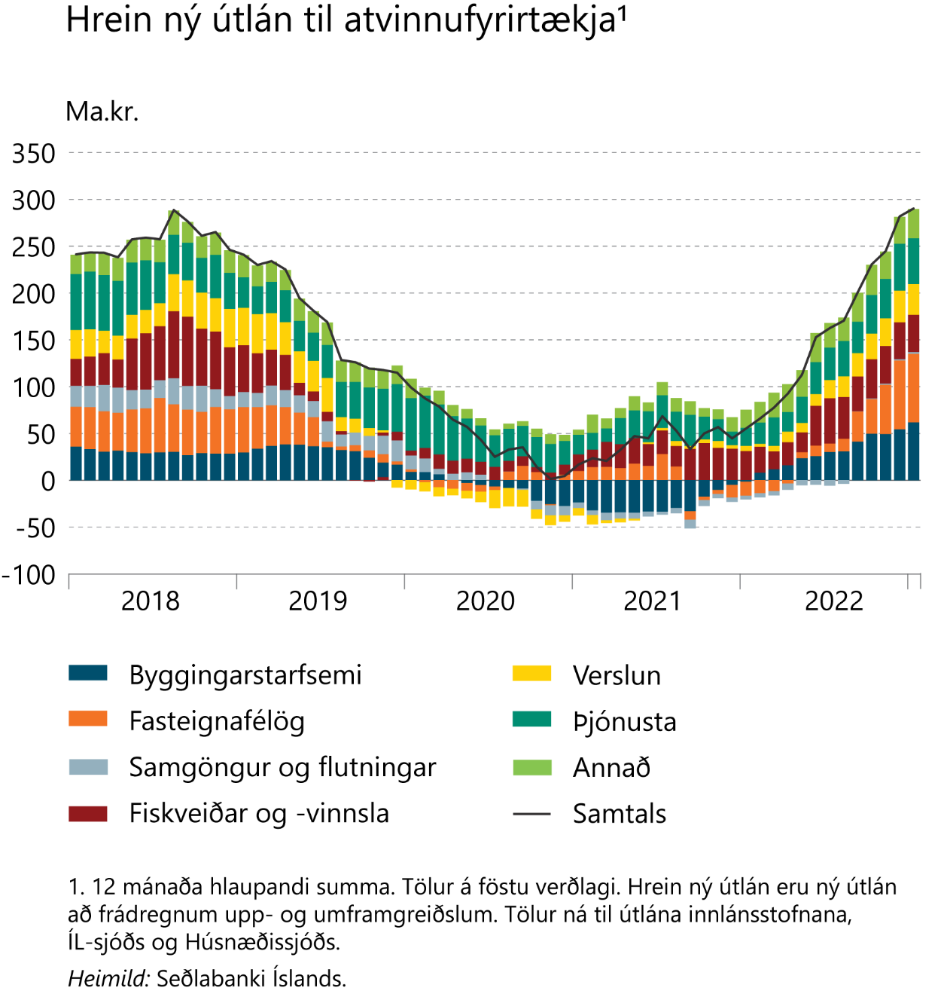 Hrein ný útlán til atvinnufyrirtækja¹
Ma.kr.
350
300
250
200
150
100
50
0
-50
-100
2018
2019
2020
2021
2022
Byggingarstarfsemi
Fasteignafélög
Samgöngur og flutningar
Fiskveiðar og -vinnsla
Verslun
Þjónusta
Annað
Samtals
1. 12 mánaða hlaupandi summa. Tölur á föstu verðlagi. Hrein ný útlán eru ný útlán
að frádregnum upp- og umframgreiðslum. Tölur ná til útlána innlánsstofnana,
ÍL-sjóðs og Húsnæðissjóðs.
Heimild: Seðlabanki Íslands.